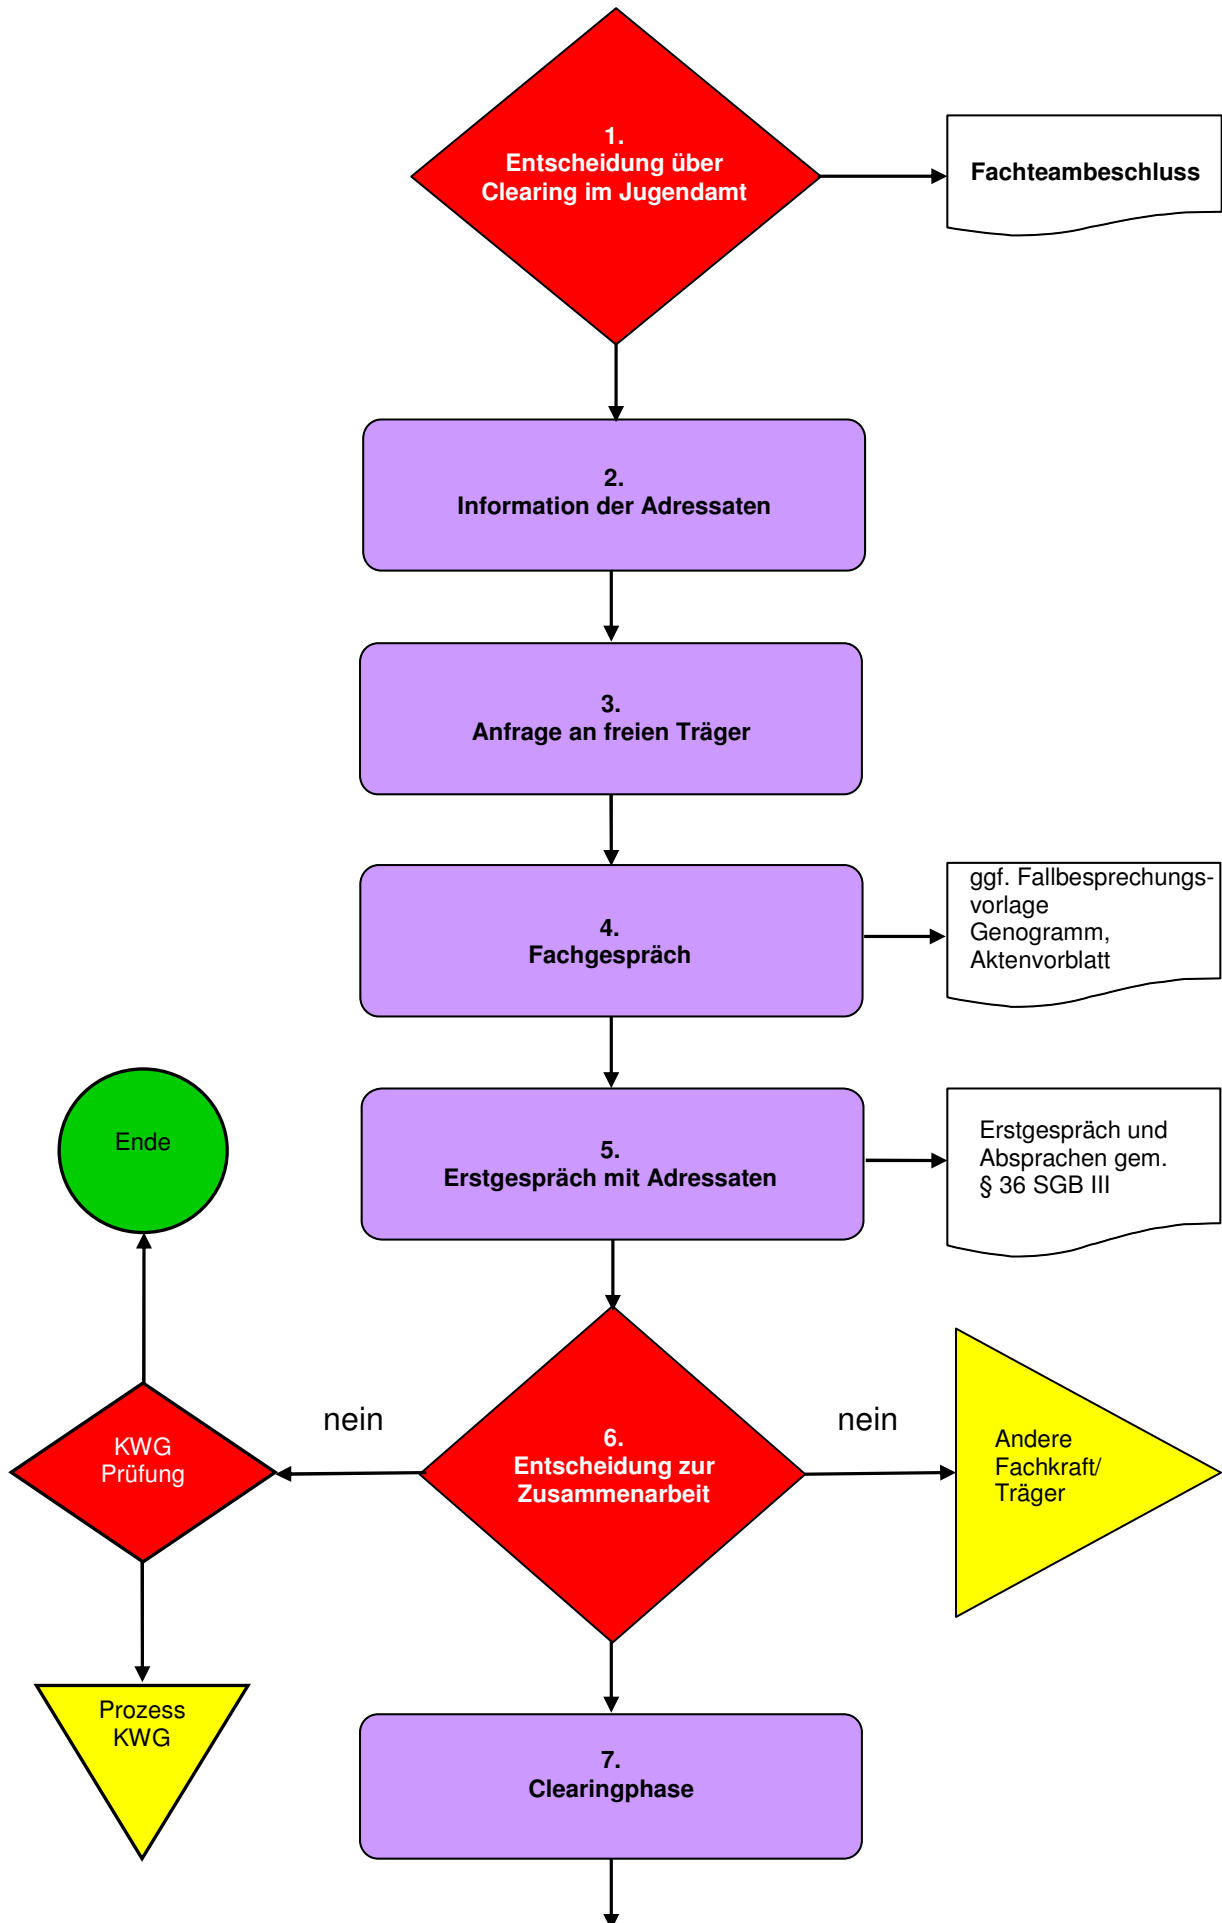 1.
Entscheidung über
Clearing im Jugendamt
Fachteambeschluss
2.
Information der Adressaten
3.
Anfrage an freien Träger
4.
Fachgespräch
ggf. Fallbesprechungs-
vorlage
Genogramm,
Aktenvorblatt
5.
Erstgespräch mit Adressaten
Erstgespräch und
Absprachen gem.
§ 36 SGB III
Ende
nein
nein
6.
Entscheidung zur
Zusammenarbeit
KWG
Prüfung
Andere
Fachkraft/
Träger
Prozess
KWG
7.
Clearingphase